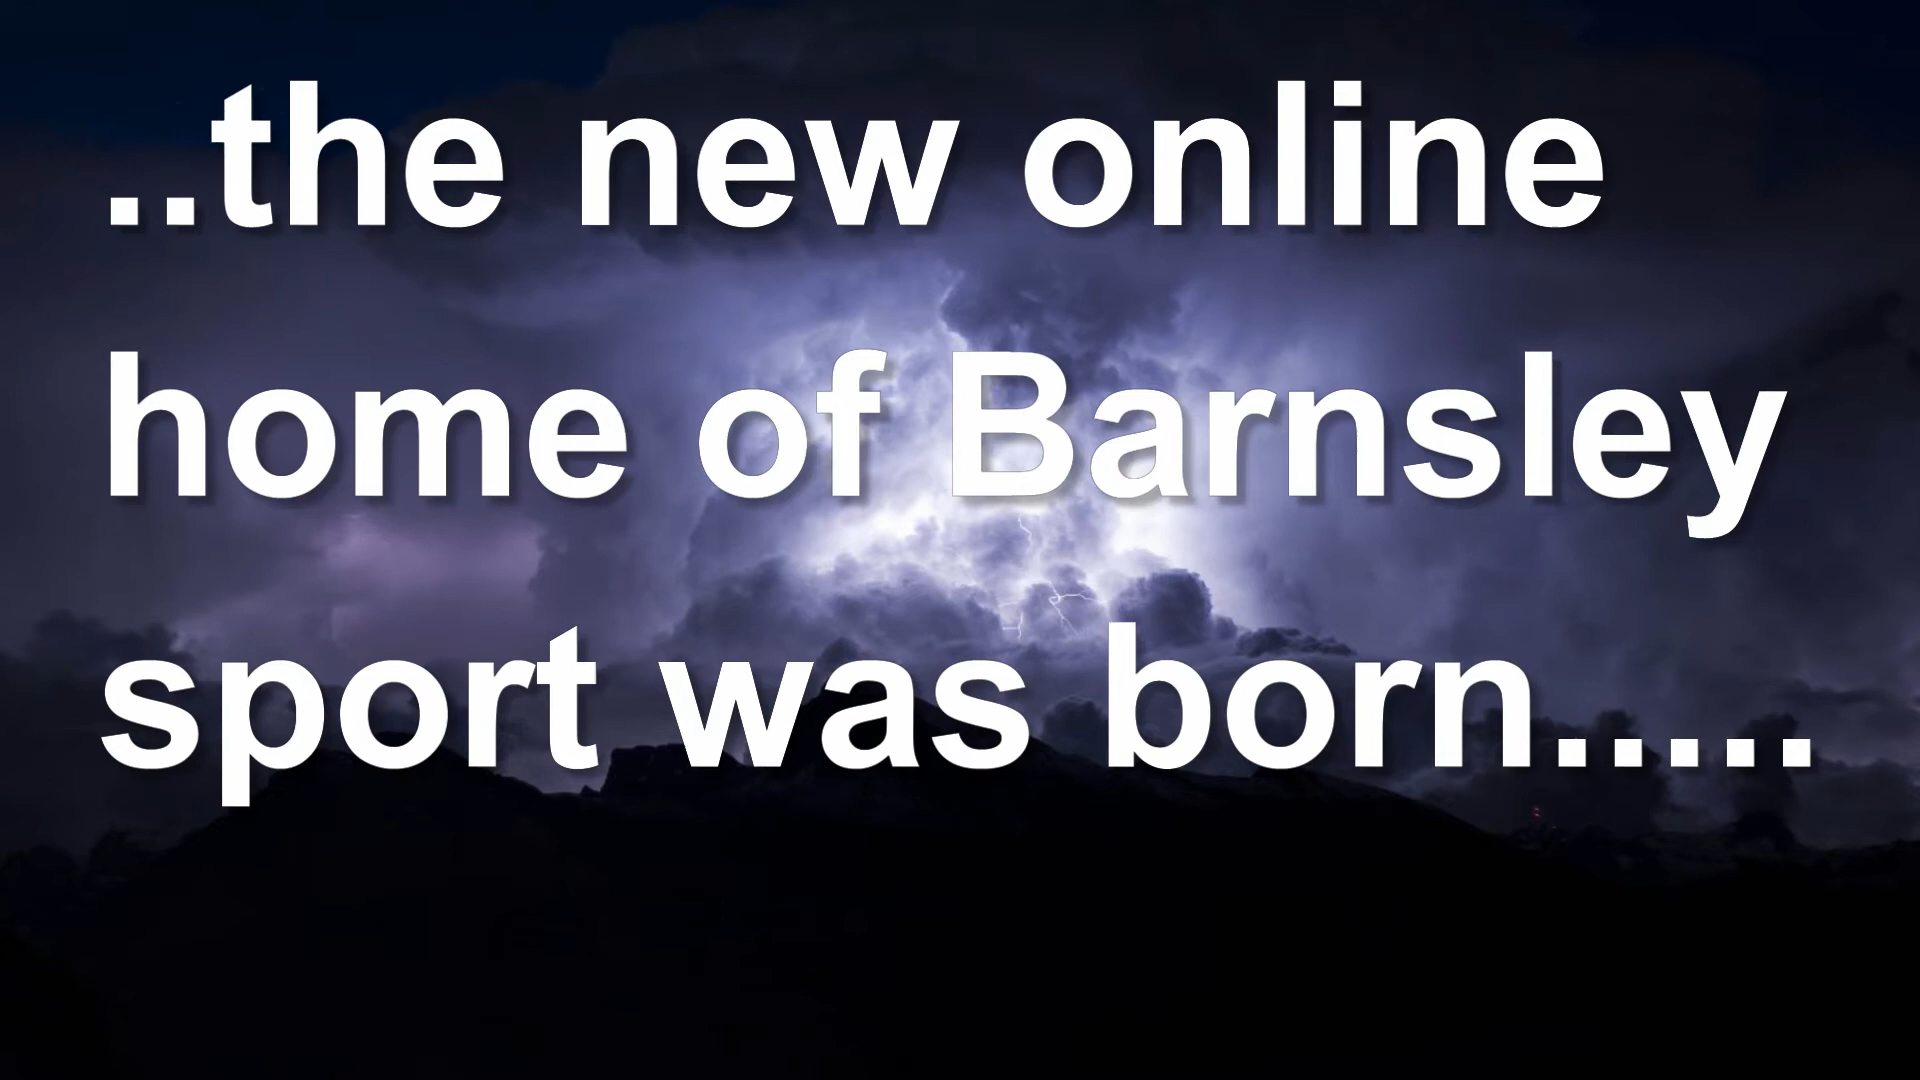 ..the new online
home of Barnsley
sport was born.....